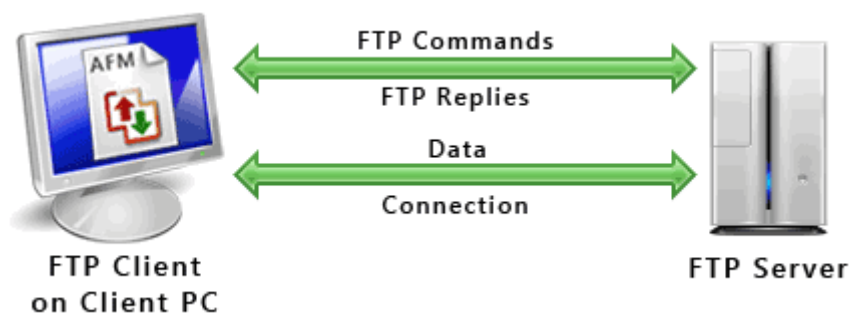 AFM
FTP Commands
FTP Replies
Data
Connection
FTP Client
on Client PC
FTP Server